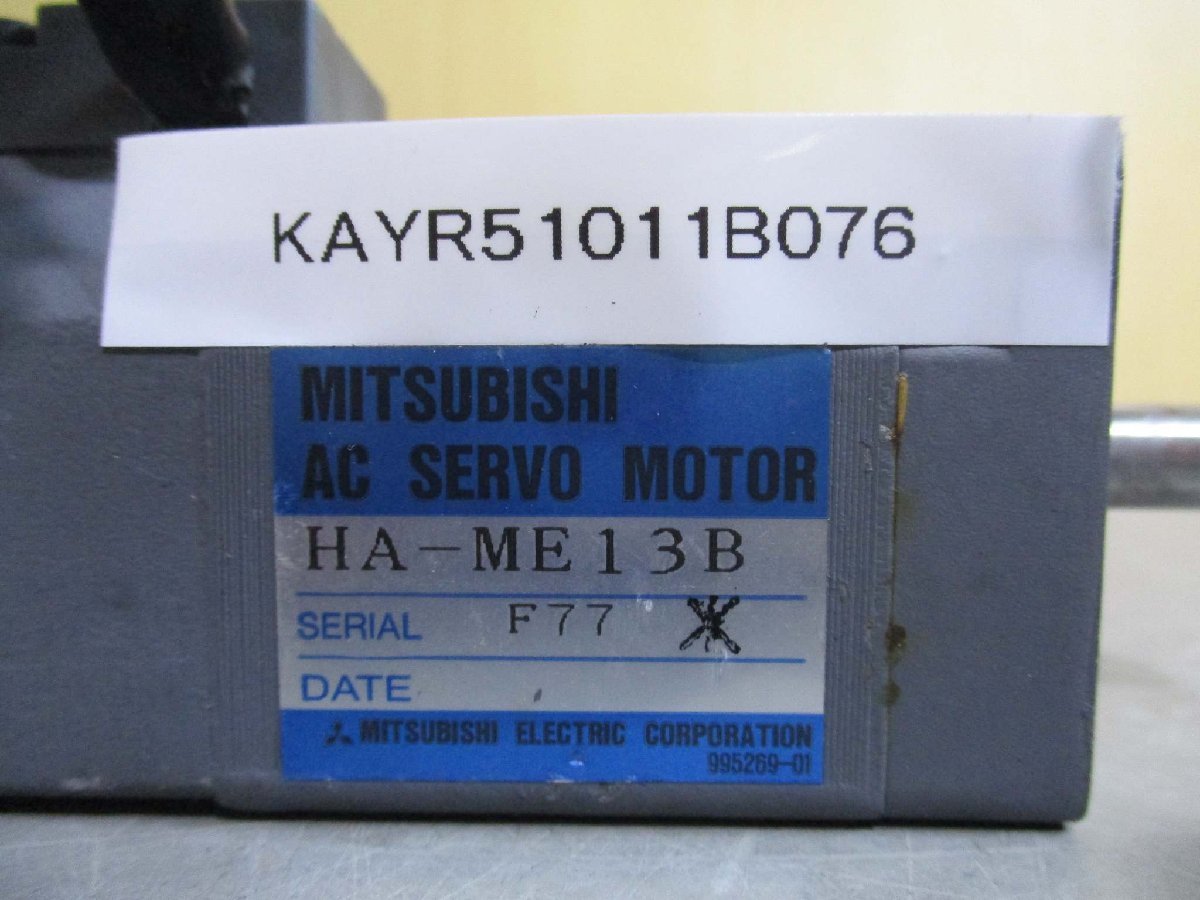 KAYR51011B076
MITSUBISHI
AC SERVO MOTOR
HA-ME13B
SERIAL F77
DATE
MITSUBISHI ELECTRIC CORPORATION
995269-01